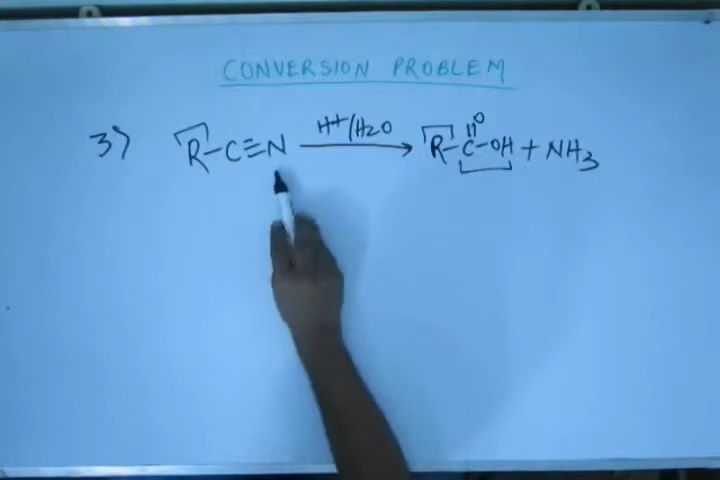 CONVERSION PROBLEM
3) R-C≡N H+/H2O → R-C-OH + NH3
O